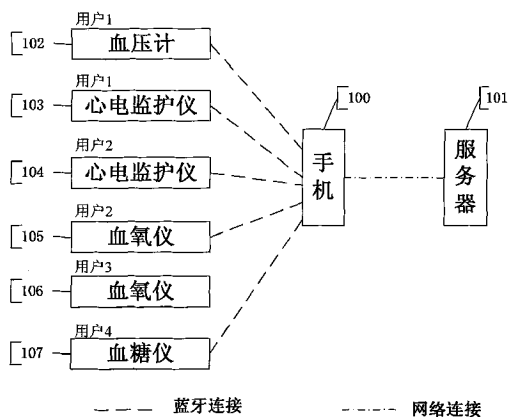 用户1
102 血压计
用户1
103 心电监护仪
100
101
用户2
104 心电监护仪
手机
服务器
用户2
105 血氧仪
用户3
106 血氧仪
用户4
107 血糖仪
蓝牙连接 网络连接